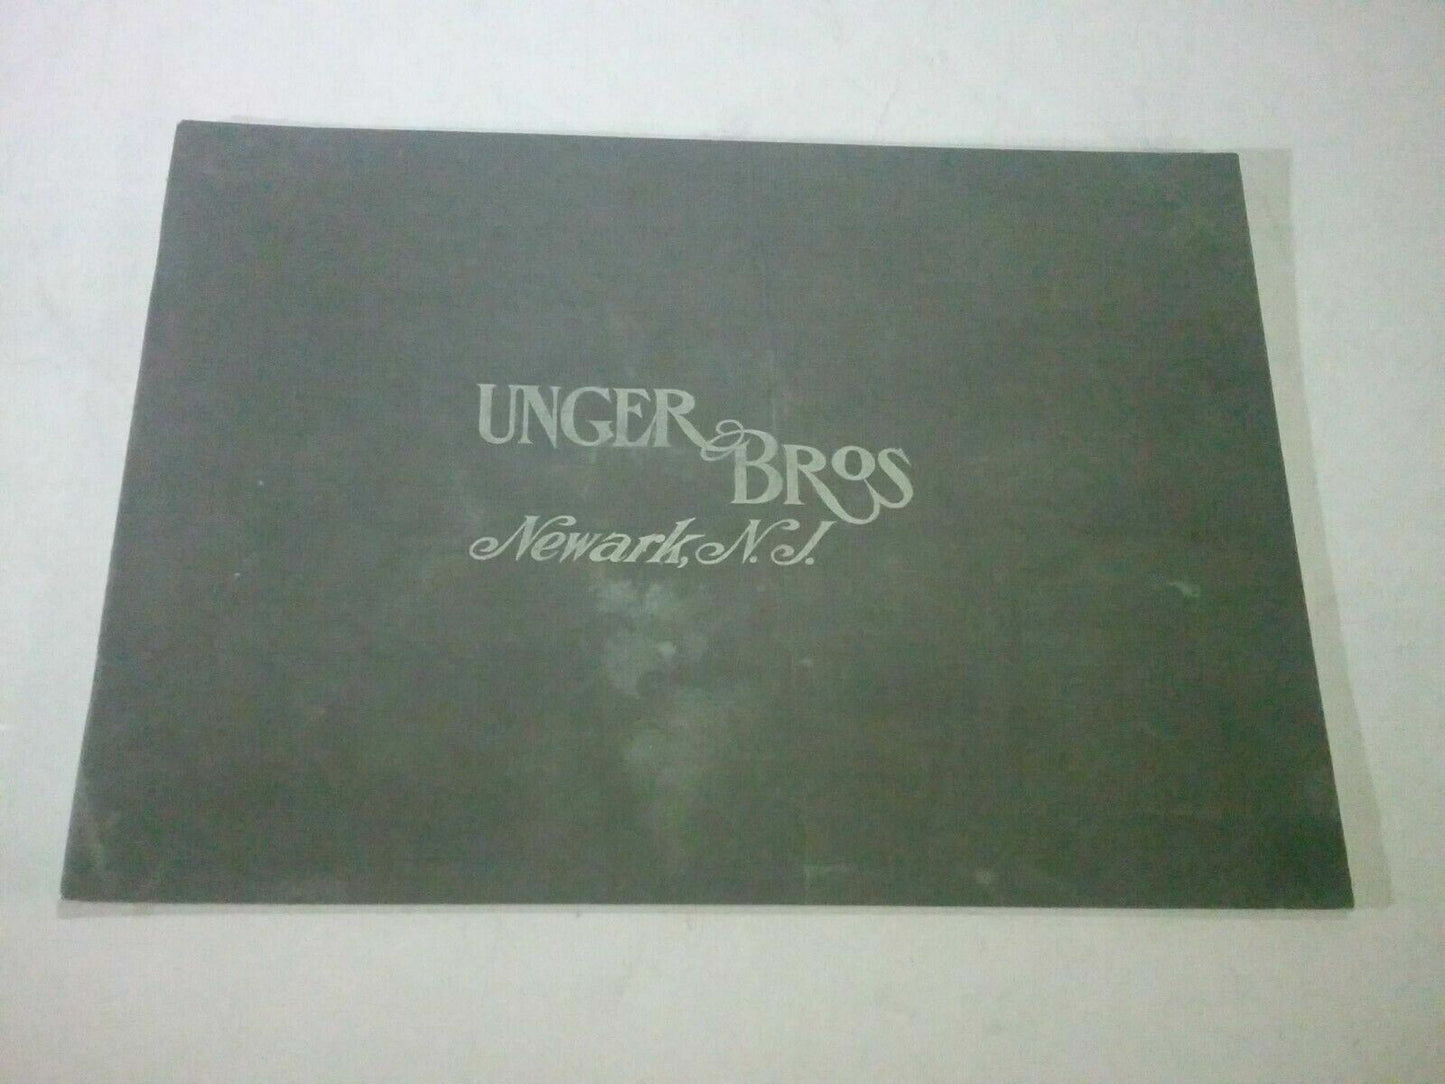 UNGER
BROS
Newark, N. J.